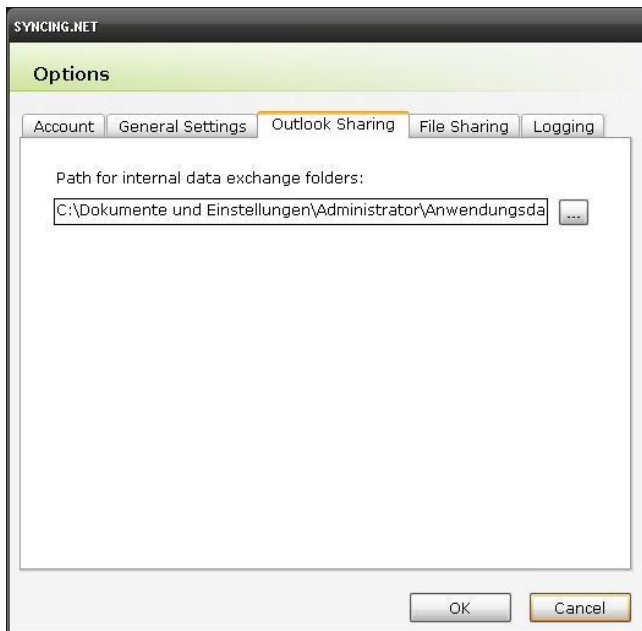 SYNCING.NET
Options
Account General Settings Outlook Sharing File Sharing Logging
Path for internal data exchange folders:
C:\Dokumente und Einstellungen\Administrator\Anwendungsda ...
OK Cancel